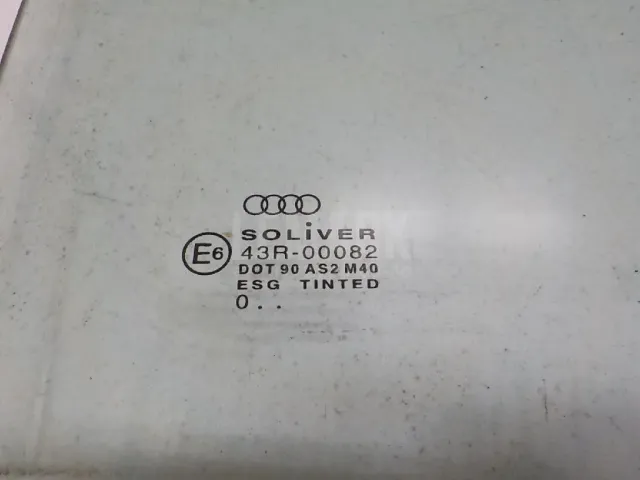 SOLiVER
E6 43R-00082
DOT 90 AS2 M40
ESG TINTED
0..